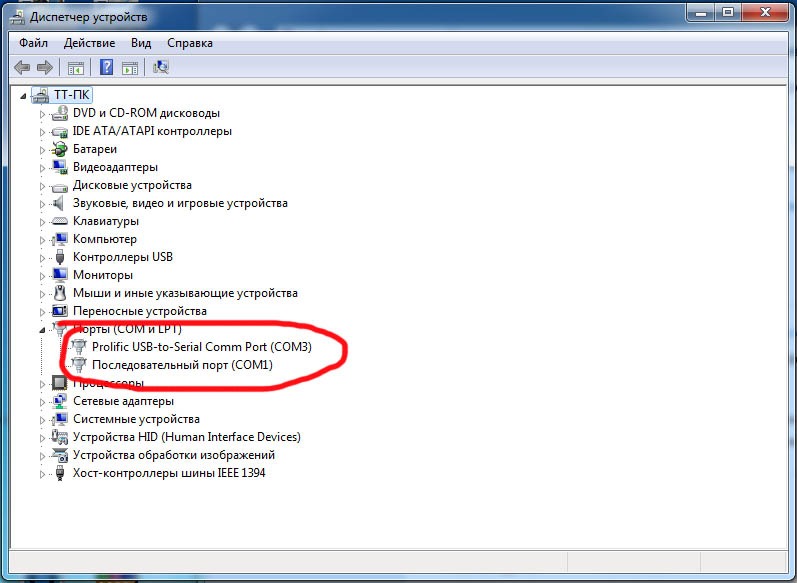 Диспетчер устройств
Файл Действие Вид Справка
ТТ-ПК
DVD и CD-ROM дисководы
IDE ATA/ATAPI контроллеры
Батареи
Видеоадаптеры
Дисковые устройства
Звуковые, видео и игровые устройства
Клавиатуры
Компьютер
Контроллеры USB
Мониторы
Мыши и иные указывающие устройства
Переносные устройства
Порты (COM и LPT)
Prolific USB-to-Serial Comm Port (COM3)
Последовательный порт (COM1)
Процессоры
Сетевые адаптеры
Системные устройства
Устройства HID (Human Interface Devices)
Устройства обработки изображений
Хост-контроллеры шины IEEE 1394